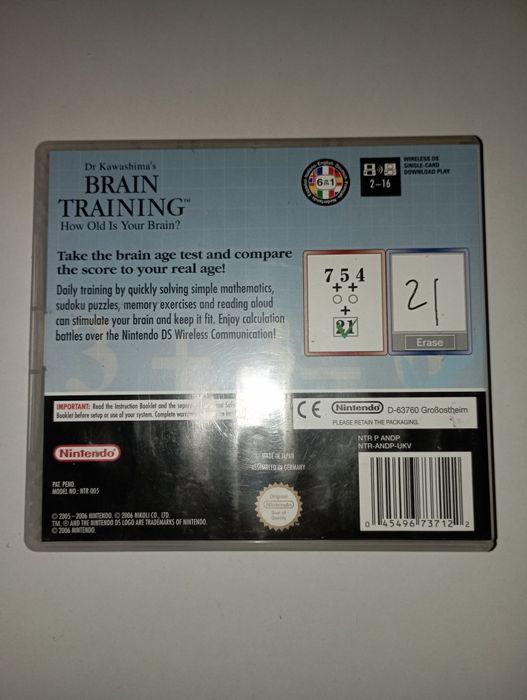 Dr Kawashima's
BRAIN
TRAINING™
How Old Is Your Brain?
6 in 1
2-16
WIRELESS DS
SINGLE-CARD
DOWNLOAD PLAY
Take the brain age test and compare
the score to your real age!
Daily training by quickly solving simple mathematics,
sudoku puzzles, memory exercises and reading aloud
can stimulate your brain and keep it fit. Enjoy calculation
battles over the Nintendo DS Wireless Communication!
7 5 4
+ +
+
21
21
Erase
IMPORTANT: Read the Instruction Booklet and the
Booklet before setup or use of your system. Complete
CE Nintendo D-63760 Großostheim
PLEASE RETAIN THE PACKAGING.
NTR P ANDP
NTR-ANDP-UKV
Nintendo®
MADE IN JAPAN
ASSEMBLED IN GERMANY
PAT. PEND.
MODEL NO.: NTR-005
Original
Nintendo
Seal of
Quality
© 2005 – 2006 NINTENDO. © 2006 NIKOLI CO., LTD.
TM, ® AND THE NINTENDO DS LOGO ARE TRADEMARKS OF NINTENDO.
© 2006 NINTENDO.
0 45496 73712 2